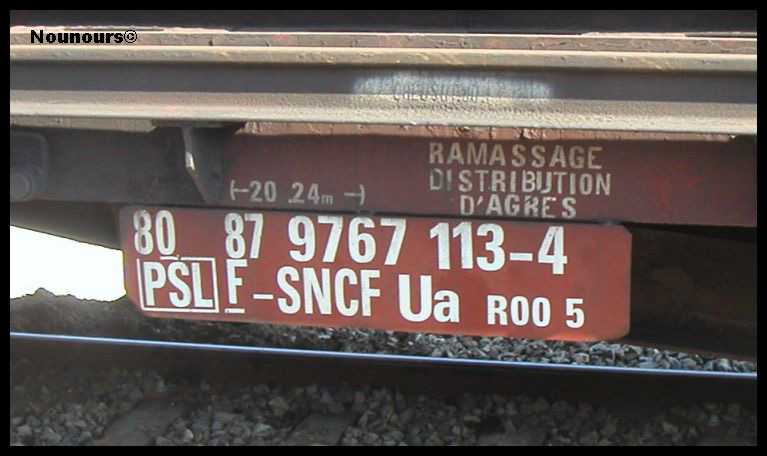 Nounours©
RAMASSAGE
DISTRIBUTION
D'AGRES
(-20.24m-)
80 87 9767 113-4
PSL F-SNCF Ua R00 5